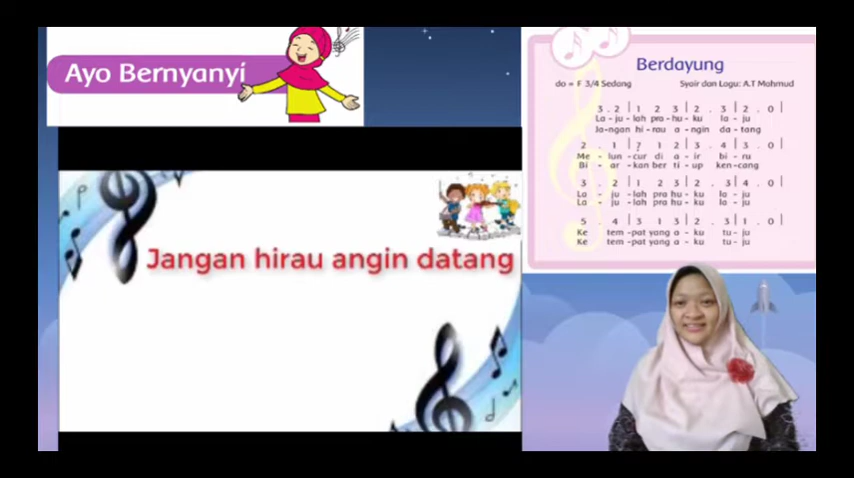 Ayo Bernyanyi
Jangan hirau angin datang
Berdayung
do = F 3/4 Sedang Syair dan Lagu: A.T Mahmud
3 . 2 | 1 2 3 | 2 . 3 | 2 . 0 |
La - ju - lah pra - hu - ku la - ju
Ja-ngan hi - rau a - ngin da - tang
2 . 1 | 7 1 2 | 3 . 4 | 3 . 0 |
Me - lun - cur di a - ir bi - ru
Bi - ar - kan ber ti - up ken - cang
3 . 2 | 1 2 3 | 2 . 3 | 4 . 0 |
La - ju - lah pra hu - ku la - ju
La - ju - lah pra hu - ku la - ju
5 . 4 | 3 1 3 | 2 . 3 | 1 . 0 |
Ke tem - pat yang a - ku tu - ju
Ke tem - pat yang a - ku tu - ju